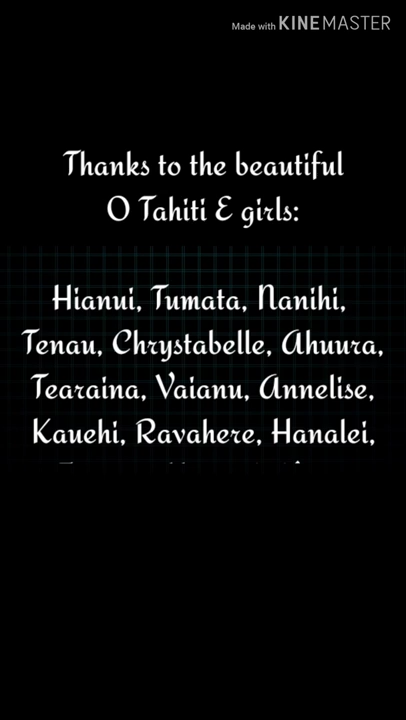 Made with KINEMASTER
Thanks to the beautiful
O Tahiti E girls:
Hianui, Tumata, Nanihi,
Tenau, Chrystabelle, Ahuura,
Tearaina, Vaianu, Annelise,
Kauehi, Ravahere, Hanalei,